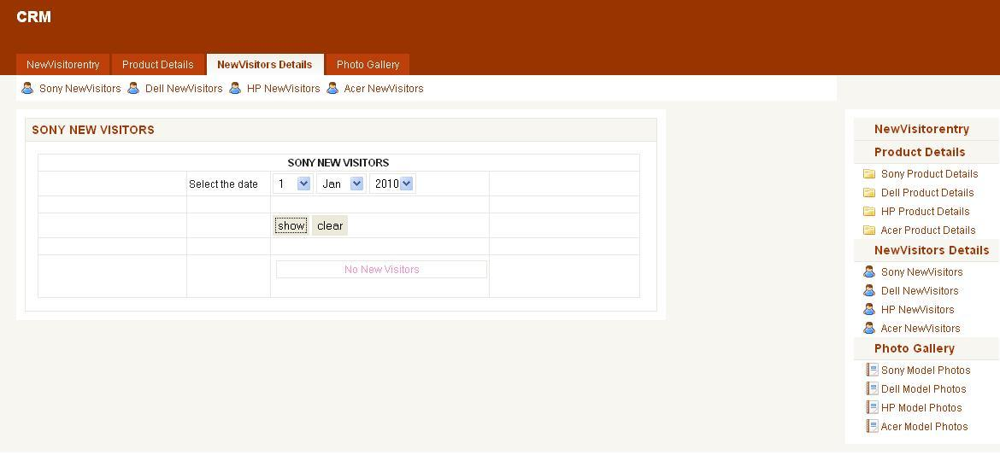 CRM
NewVisitorentry Product Details NewVisitors Details Photo Gallery
Sony NewVisitors Dell NewVisitors HP NewVisitors Acer NewVisitors
SONY NEW VISITORS
SONY NEW VISITORS
Select the date 1 Jan 2010
show clear
No New Visitors
NewVisitorentry
Product Details
Sony Product Details
Dell Product Details
HP Product Details
Acer Product Details
NewVisitors Details
Sony NewVisitors
Dell NewVisitors
HP NewVisitors
Acer NewVisitors
Photo Gallery
Sony Model Photos
Dell Model Photos
HP Model Photos
Acer Model Photos